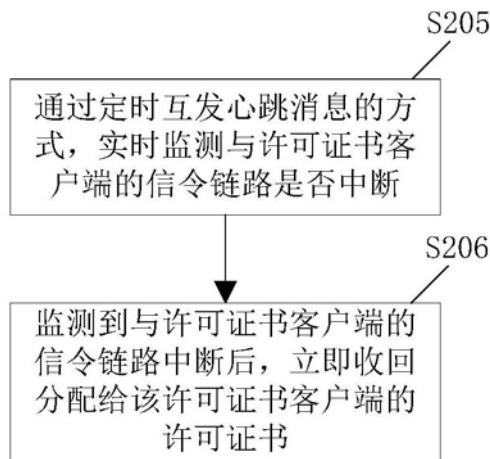 S205
通过定时互发心跳消息的方
式，实时监测与许可证书客
户端的信令链路是否中断
S206
监测到与许可证书客户端的
信令链路中断后，立即收回
分配给该许可证书客户端的
许可证书